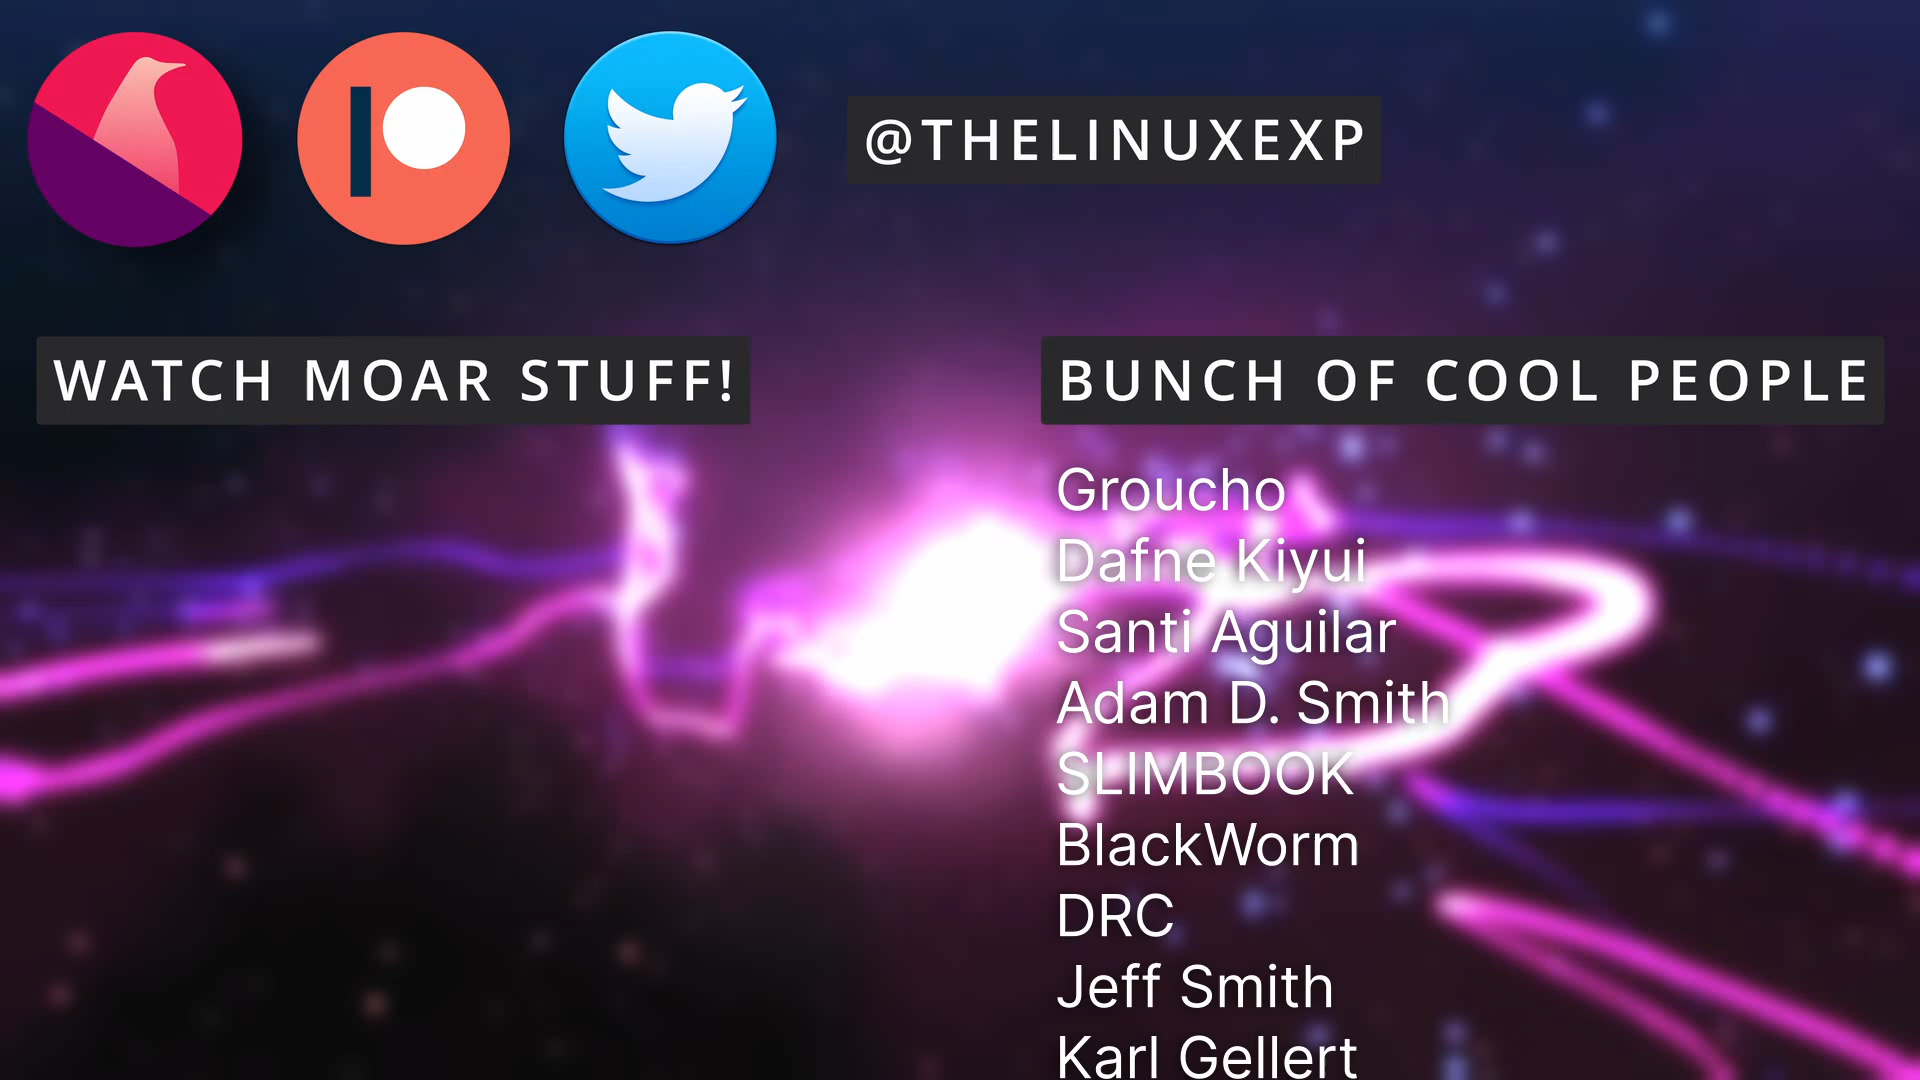 @THELINUXEXP
WATCH MOAR STUFF!
BUNCH OF COOL PEOPLE
Groucho
Dafne Kiyui
Santi Aguilar
Adam D. Smith
SLIMBOOK
BlackWorm
DRC
Jeff Smith
Karl Gellert